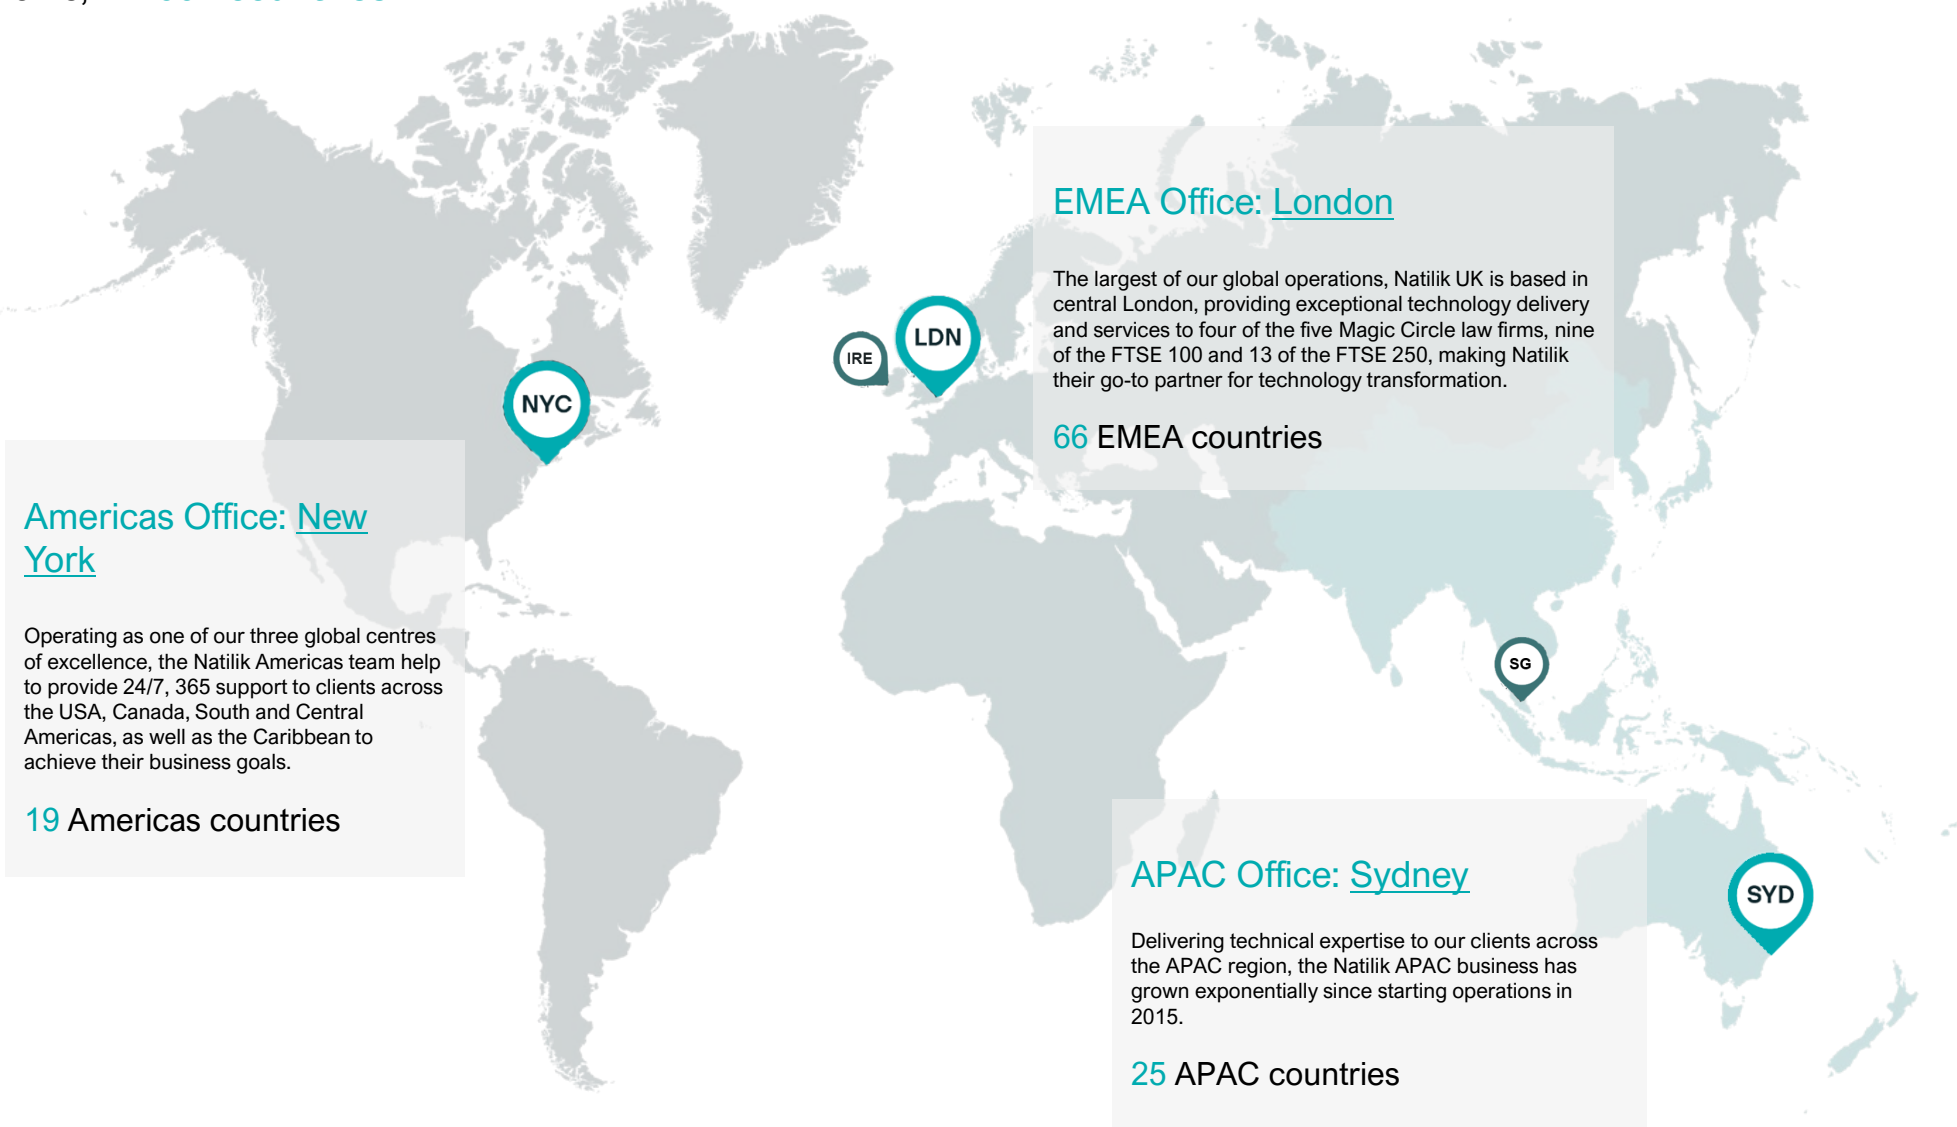 NYC
IRE
LDN
EMEA Office: London
The largest of our global operations, Natilik UK is based in
central London, providing exceptional technology delivery
and services to four of the five Magic Circle law firms, nine
of the FTSE 100 and 13 of the FTSE 250, making Natilik
their go-to partner for technology transformation.
66 EMEA countries
Americas Office: New
York
Operating as one of our three global centres
of excellence, the Natilik Americas team help
to provide 24/7, 365 support to clients across
the USA, Canada, South and Central
Americas, as well as the Caribbean to
achieve their business goals.
19 Americas countries
SG
APAC Office: Sydney
Delivering technical expertise to our clients across
the APAC region, the Natilik APAC business has
grown exponentially since starting operations in
2015.
25 APAC countries
SYD